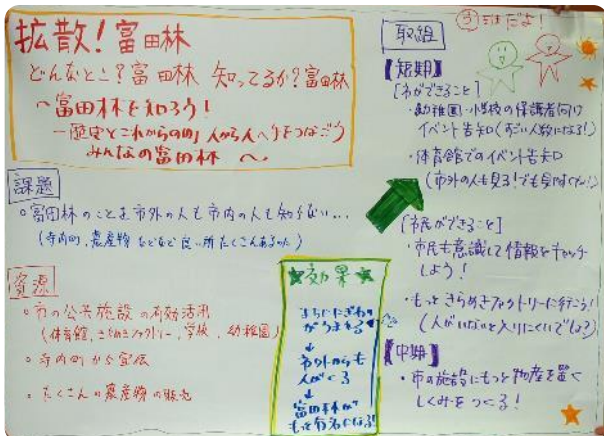 拡散！富田林
どんなとこ？富田林 知ってるか？富田林
〜富田林を知ろう！
ー歴史とこれからの町 人から人へ手をつなごう
みんなの富田林 〜
課題
○富田林のことを市外の人も市内の人も知らない…
（寺内町、農産物 などなど 良い所たくさんあるのに）
資源
○市の公共施設の有効活用
（体育館、きらめきファクトリー、学校、幼稚園）
○寺内町から宣伝
○たくさんの農産物の販売
★効果★
まちににぎわい
がうまれる
↓
市外からも
人がくる
↓
富田林が
もっと有名になる！
③班だよ！
取組
【短期】
・幼稚園・小学校の保護者向け
イベント告知（すごい人数になる！）
・体育館でのイベント告知
（市外の人も見る！でも
［市民ができること］
・市民も意識して情報をキャッチ
しよう！
・もっときらめきファクトリーに行こう！
（人がいないと入りにくいでしょ？）
【中期】
・市の施設にもっと物産を置く
しくみをつくる！